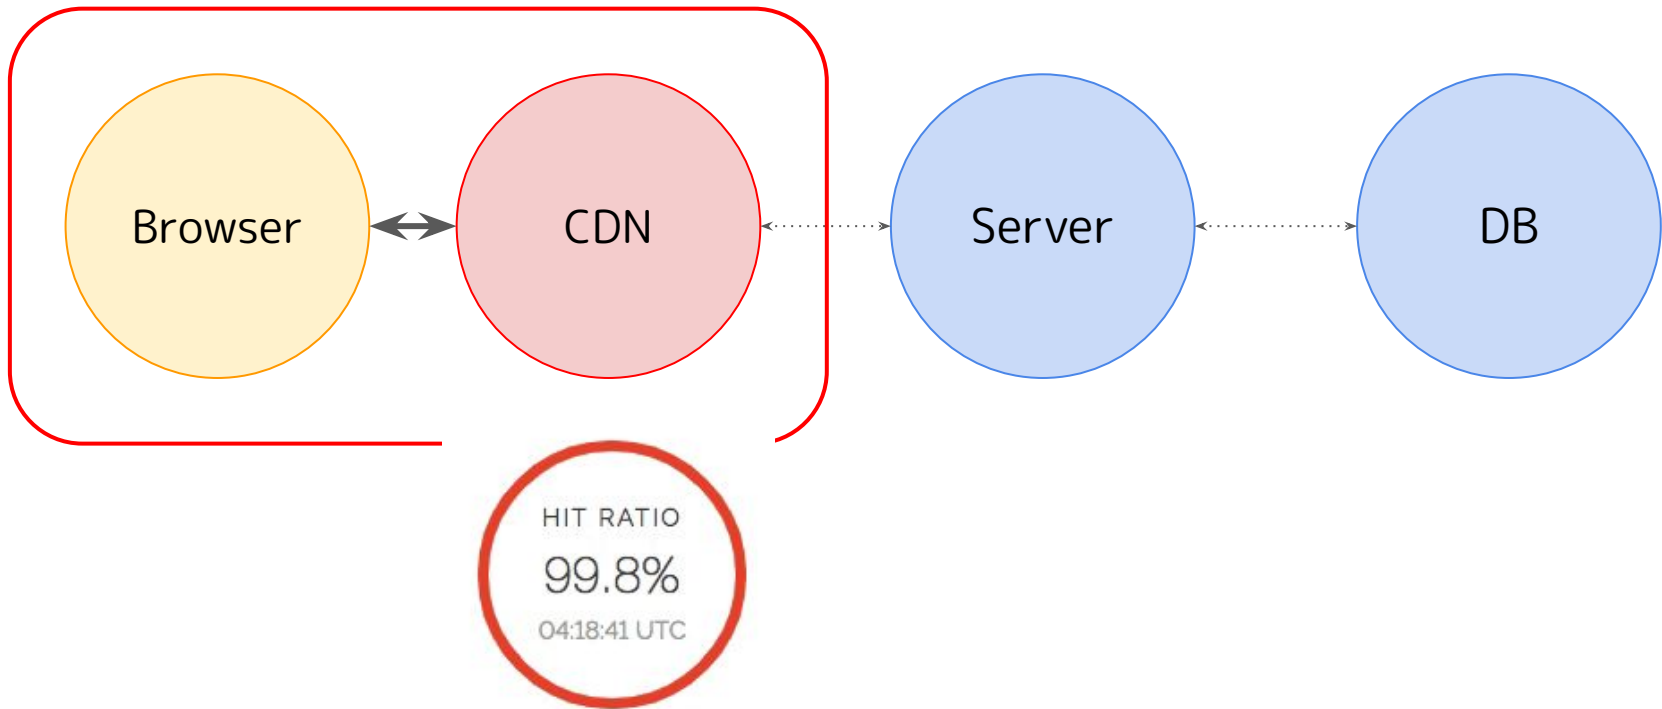 Browser
CDN
Server
DB
HIT RATIO
99.8%
04:18:41 UTC